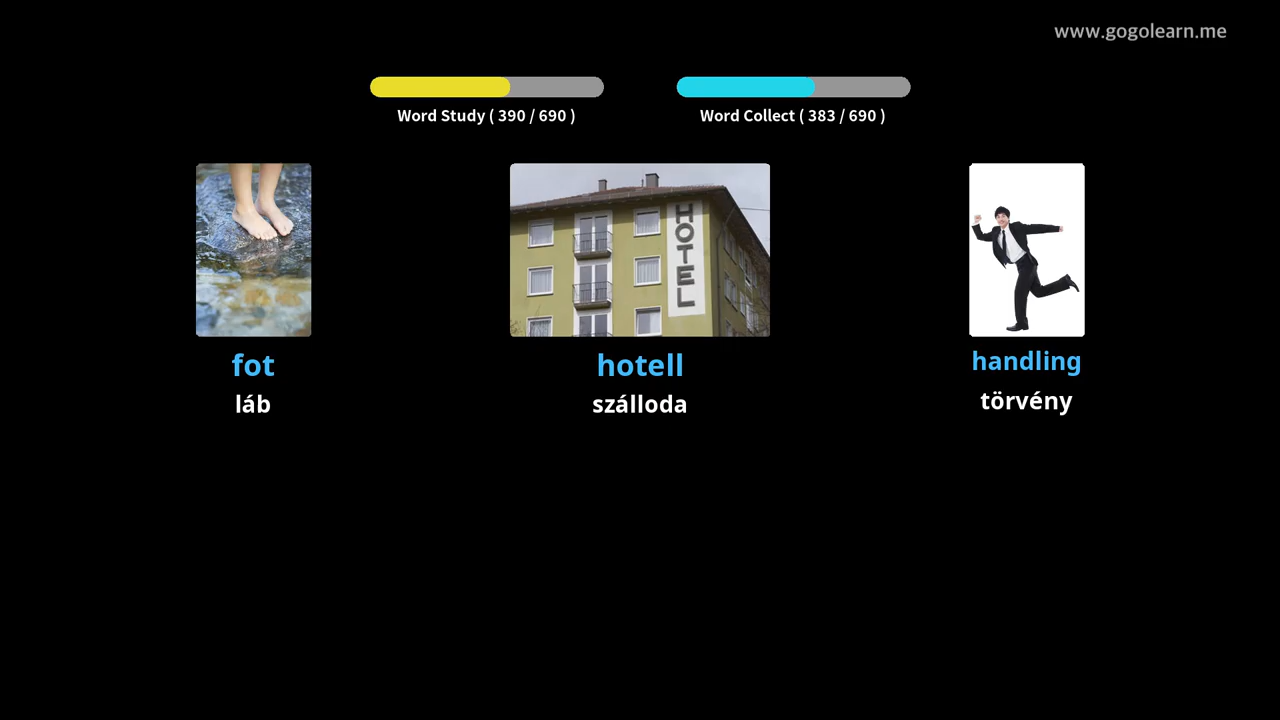 www.gogolearn.me
Word Study ( 390 / 690 )
Word Collect ( 383 / 690 )
HOTEL
fot
láb
hotell
szálloda
handling
törvény